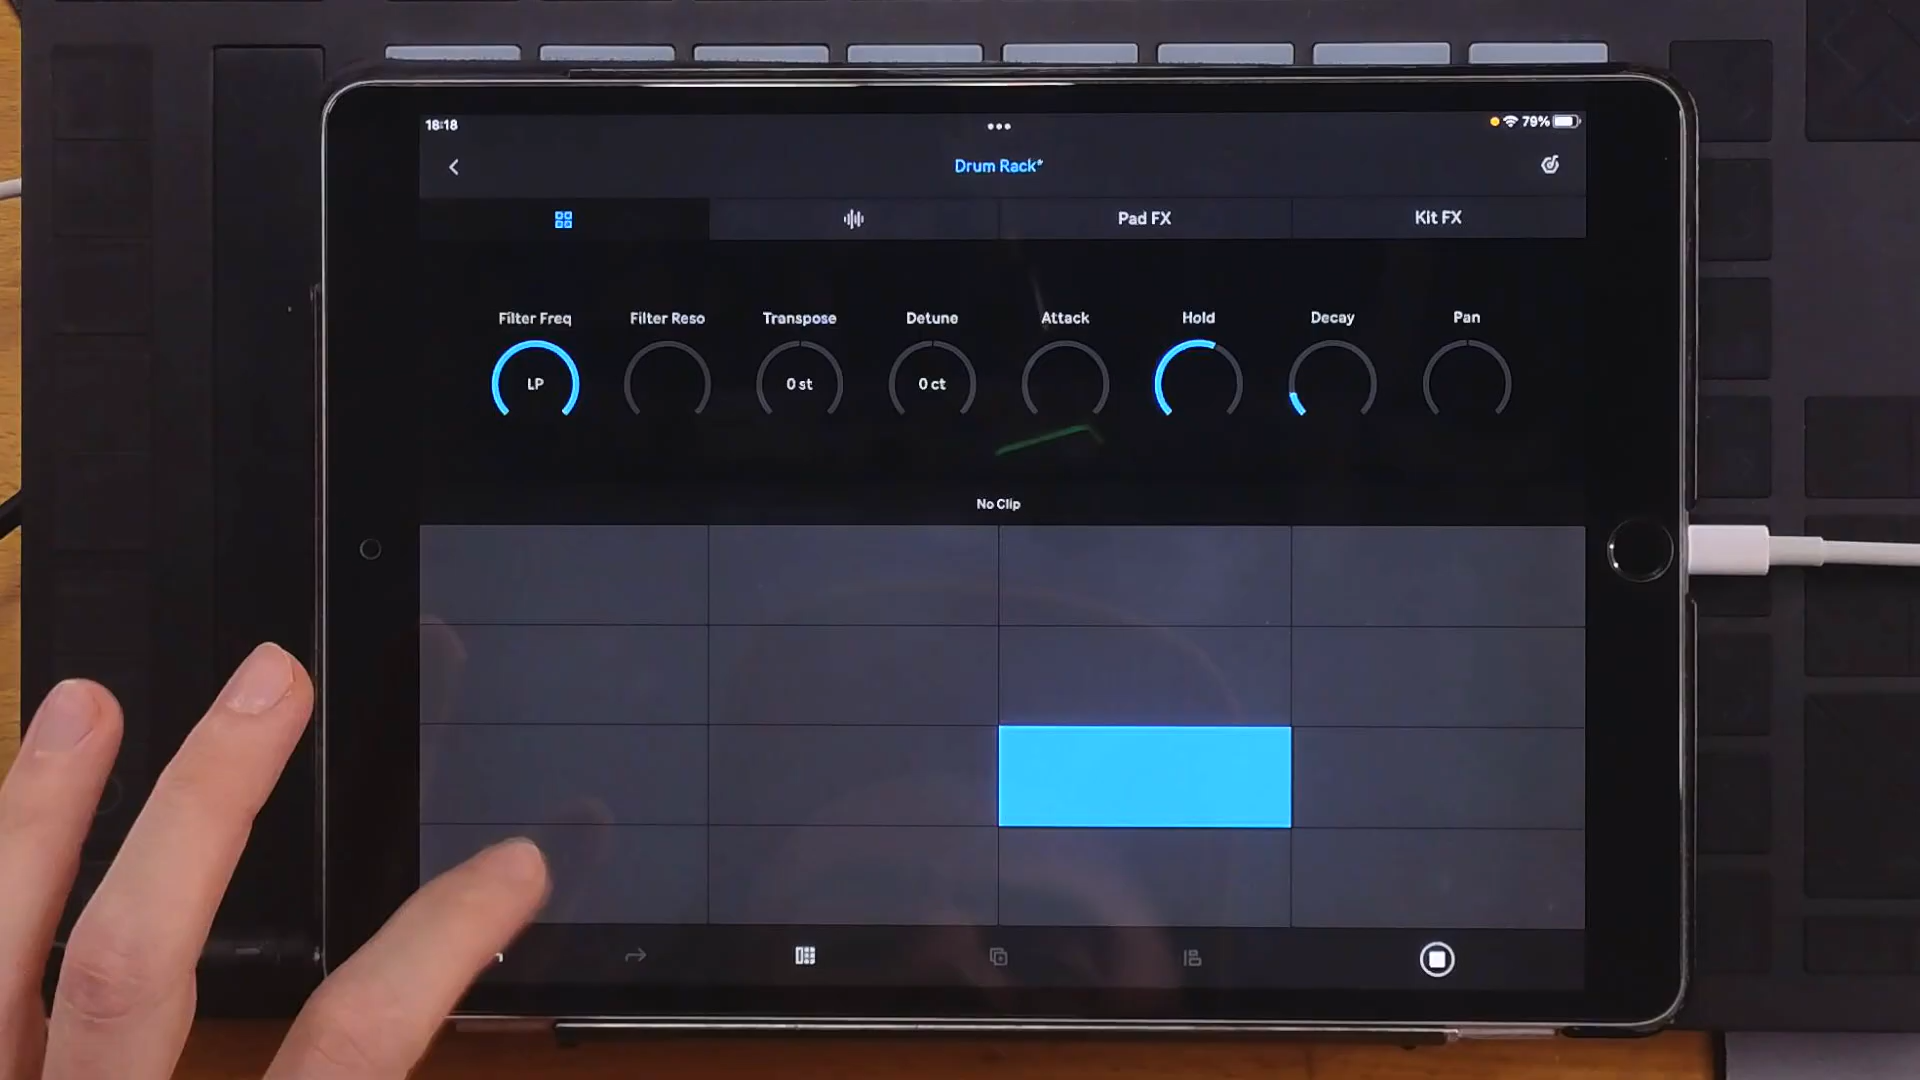 18:18
79%
Drum Rack*
Pad FX
Kit FX
Filter Freq
Filter Reso
Transpose
Detune
Attack
Hold
Decay
Pan
LP
0 st
0 ct
No Clip